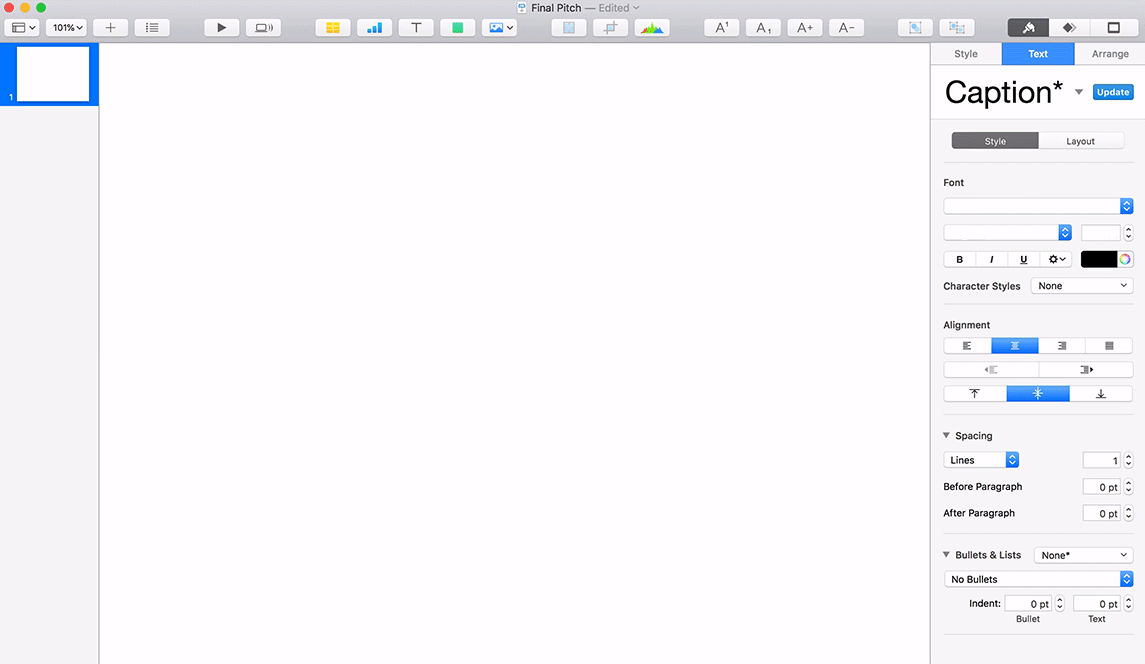 Final Pitch — Edited
101%
T
A¹ A₁ A+ A−
1
Style Text Arrange
Caption* Update
Style Layout
Font
B I U
Character Styles None
Alignment
Spacing
Lines 1
Before Paragraph 0 pt
After Paragraph 0 pt
Bullets & Lists None*
No Bullets
Indent: 0 pt 0 pt
Bullet Text